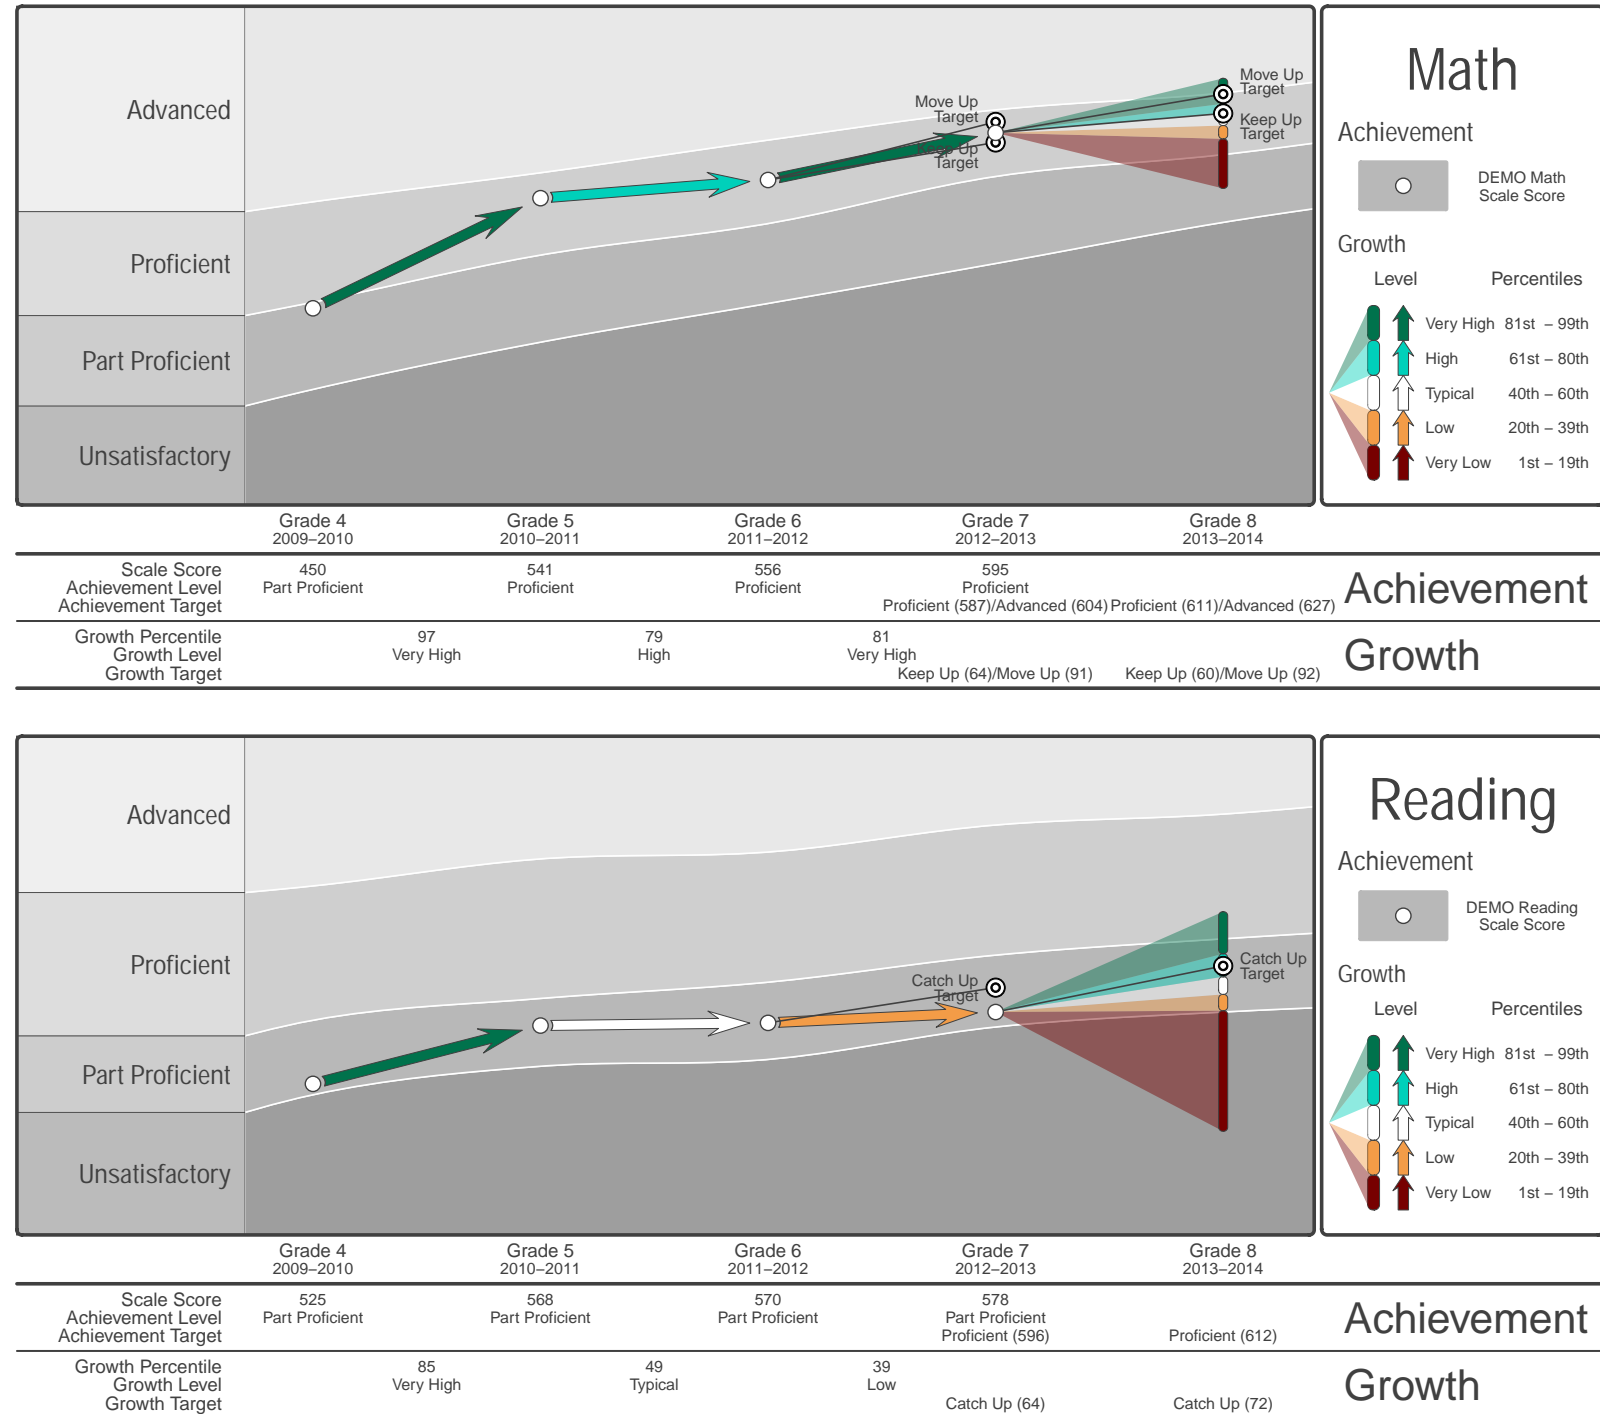 Math
Advanced
Proficient
Part Proficient
Unsatisfactory
Move Up
Target
Keep Up
Target
Move Up
Target
Keep Up
Target
Achievement
DEMO Math
Scale Score
Growth
Level Percentiles
Very High 81st – 99th
High 61st – 80th
Typical 40th – 60th
Low 20th – 39th
Very Low 1st – 19th
Grade 4 Grade 5 Grade 6 Grade 7 Grade 8
2009–2010 2010–2011 2011–2012 2012–2013 2013–2014
Scale Score 450 541 556 595
Achievement Level Part Proficient Proficient Proficient Proficient
Achievement Target Proficient (587)/Advanced (604) Proficient (611)/Advanced (627)
Achievement
Growth Percentile 97 79 81
Growth Level Very High High Very High
Growth Target Keep Up (64)/Move Up (91) Keep Up (60)/Move Up (92)
Growth
Reading
Advanced
Proficient
Part Proficient
Unsatisfactory
Catch Up
Target
Catch Up
Target
Achievement
DEMO Reading
Scale Score
Growth
Level Percentiles
Very High 81st – 99th
High 61st – 80th
Typical 40th – 60th
Low 20th – 39th
Very Low 1st – 19th
Grade 4 Grade 5 Grade 6 Grade 7 Grade 8
2009–2010 2010–2011 2011–2012 2012–2013 2013–2014
Scale Score 525 568 570 578
Achievement Level Part Proficient Part Proficient Part Proficient Part Proficient
Achievement Target Proficient (596) Proficient (612)
Achievement
Growth Percentile 85 49 39
Growth Level Very High Typical Low
Growth Target Catch Up (64) Catch Up (72)
Growth